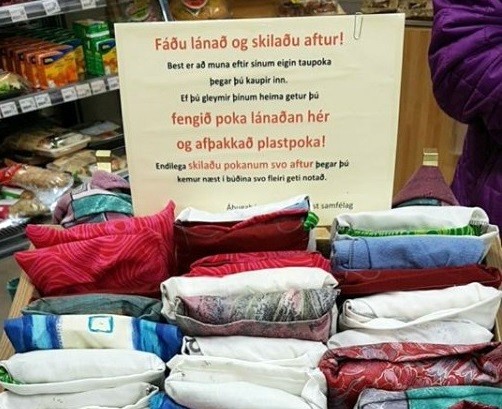 Fáðu lánað og skilaðu aftur!
Best er að muna eftir sínum eigin taupoka
þegar þú kaupir inn.
Ef þú gleymir þínum heima getur þú
fengið poka lánaðan hér
og afþakkað plastpoka!
Endilega skilaðu pokanum svo aftur þegar þú
kemur næst í búðina svo fleiri geti notað.
st samfélag